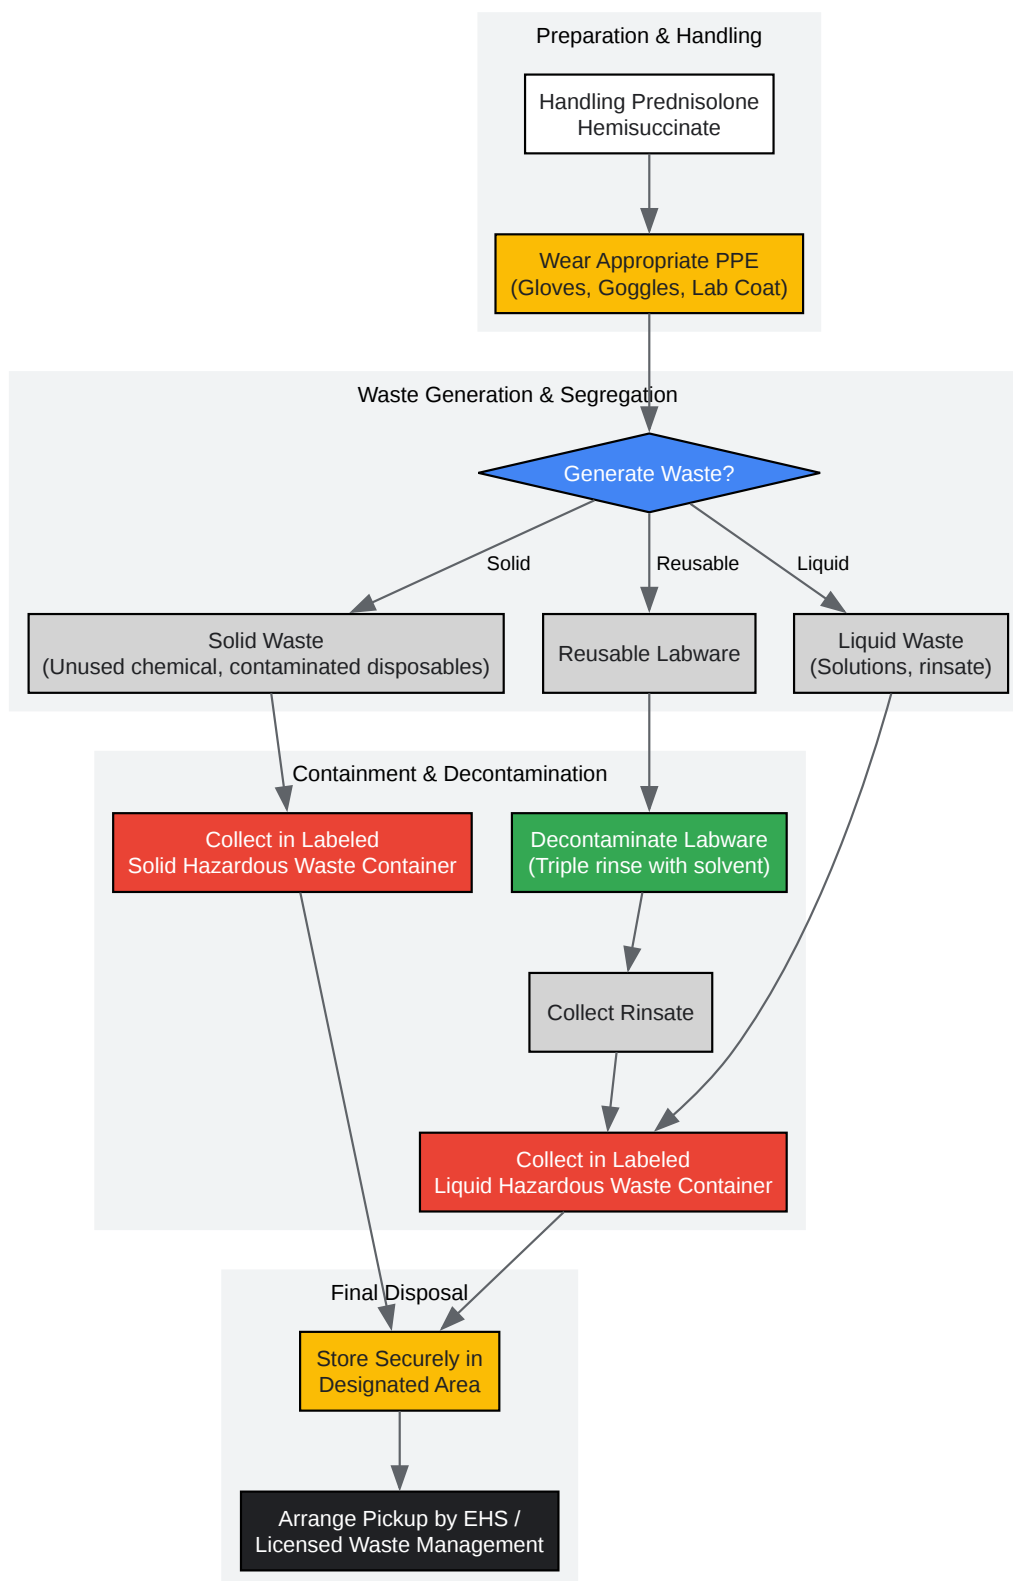 Preparation & Handling
Handling Prednisolone
Hemisuccinate
Wear Appropriate PPE
(Gloves, Goggles, Lab Coat)
Waste Generation & Segregation
Generate Waste?
Solid
Reusable
Liquid
Solid Waste
(Unused chemical, contaminated disposables)
Reusable Labware
Liquid Waste
(Solutions, rinsate)
Containment & Decontamination
Collect in Labeled
Solid Hazardous Waste Container
Decontaminate Labware
(Triple rinse with solvent)
Collect Rinsate
Collect in Labeled
Liquid Hazardous Waste Container
Final Disposal
Store Securely in
Designated Area
Arrange Pickup by EHS /
Licensed Waste Management